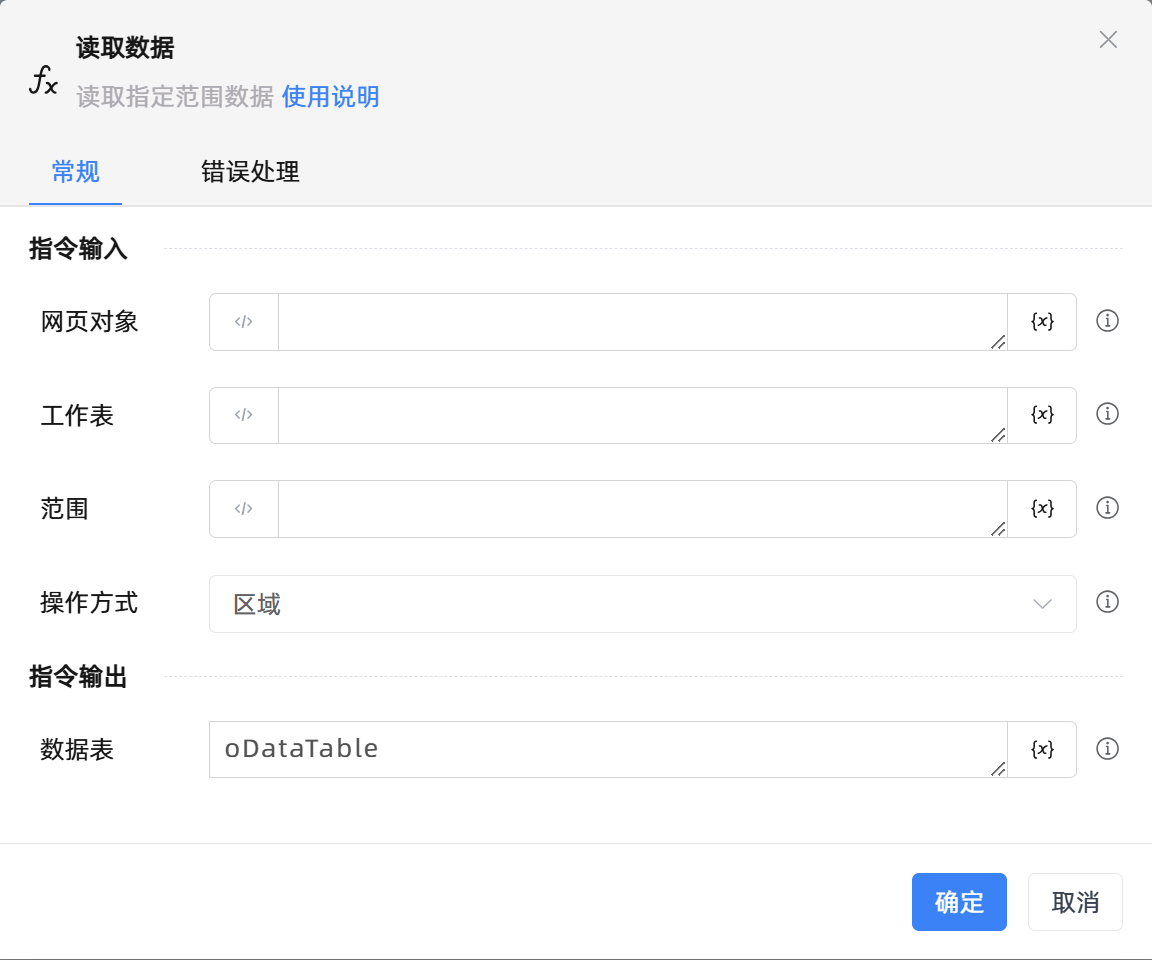 读取数据
读取指定范围数据 使用说明
常规 错误处理
指令输入
网页对象 </> {x}
工作表 </> {x}
范围 </> {x}
操作方式 区域
指令输出
数据表 oDataTable {x}
确定 取消